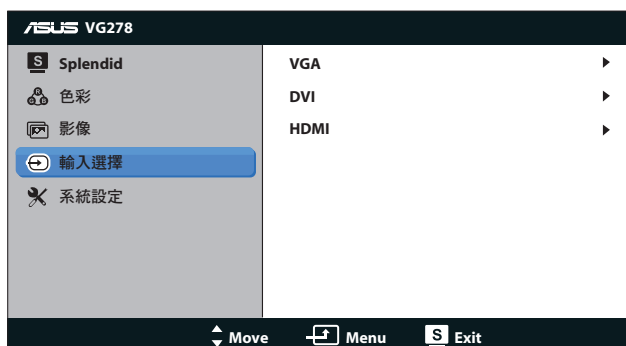 ASUS VG278
S Splendid
色彩
影像
輸入選擇
系統設定
VGA
DVI
HDMI
Move Menu S Exit